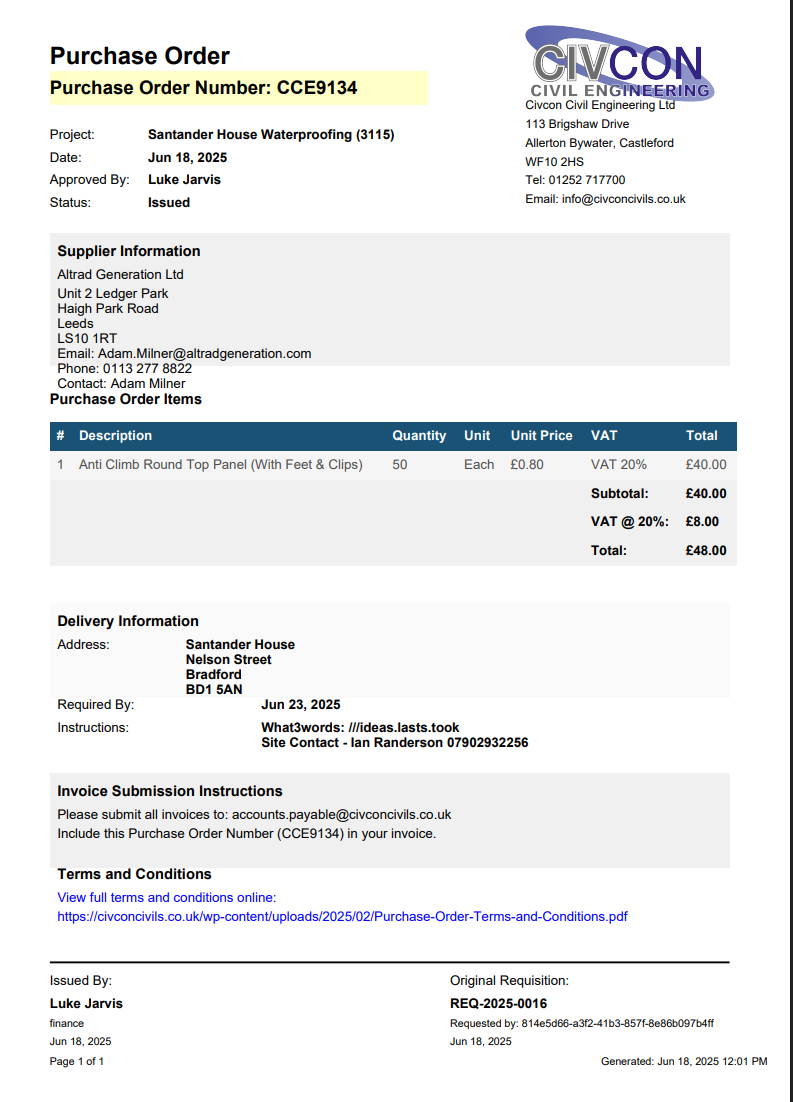 Purchase Order
Purchase Order Number: CCE9134
CIVCON
CIVIL ENGINEERING
Civcon Civil Engineering Ltd
113 Brigshaw Drive
Allerton Bywater, Castleford
WF10 2HS
Tel: 01252 717700
Email: info@civconcivils.co.uk
Project: Santander House Waterproofing (3115)
Date: Jun 18, 2025
Approved By: Luke Jarvis
Status: Issued
Supplier Information
Altrad Generation Ltd
Unit 2 Ledger Park
Haigh Park Road
Leeds
LS10 1RT
Email: Adam.Milner@altradgeneration.com
Phone: 0113 277 8822
Contact: Adam Milner
Purchase Order Items
# Description Quantity Unit Unit Price VAT Total
1 Anti Climb Round Top Panel (With Feet & Clips) 50 Each £0.80 VAT 20% £40.00
Subtotal: £40.00
VAT @ 20%: £8.00
Total: £48.00
Delivery Information
Address: Santander House
Nelson Street
Bradford
BD1 5AN
Required By: Jun 23, 2025
Instructions: What3words: ///ideas.lasts.took
Site Contact - Ian Randerson 07902932256
Invoice Submission Instructions
Please submit all invoices to: accounts.payable@civconcivils.co.uk
Include this Purchase Order Number (CCE9134) in your invoice.
Terms and Conditions
View full terms and conditions online:
https://civconcivils.co.uk/wp-content/uploads/2025/02/Purchase-Order-Terms-and-Conditions.pdf
Issued By: Original Requisition:
Luke Jarvis REQ-2025-0016
finance Requested by: 814e5d66-a3f2-41b3-857f-8e86b097b4ff
Jun 18, 2025 Jun 18, 2025
Page 1 of 1 Generated: Jun 18, 2025 12:01 PM